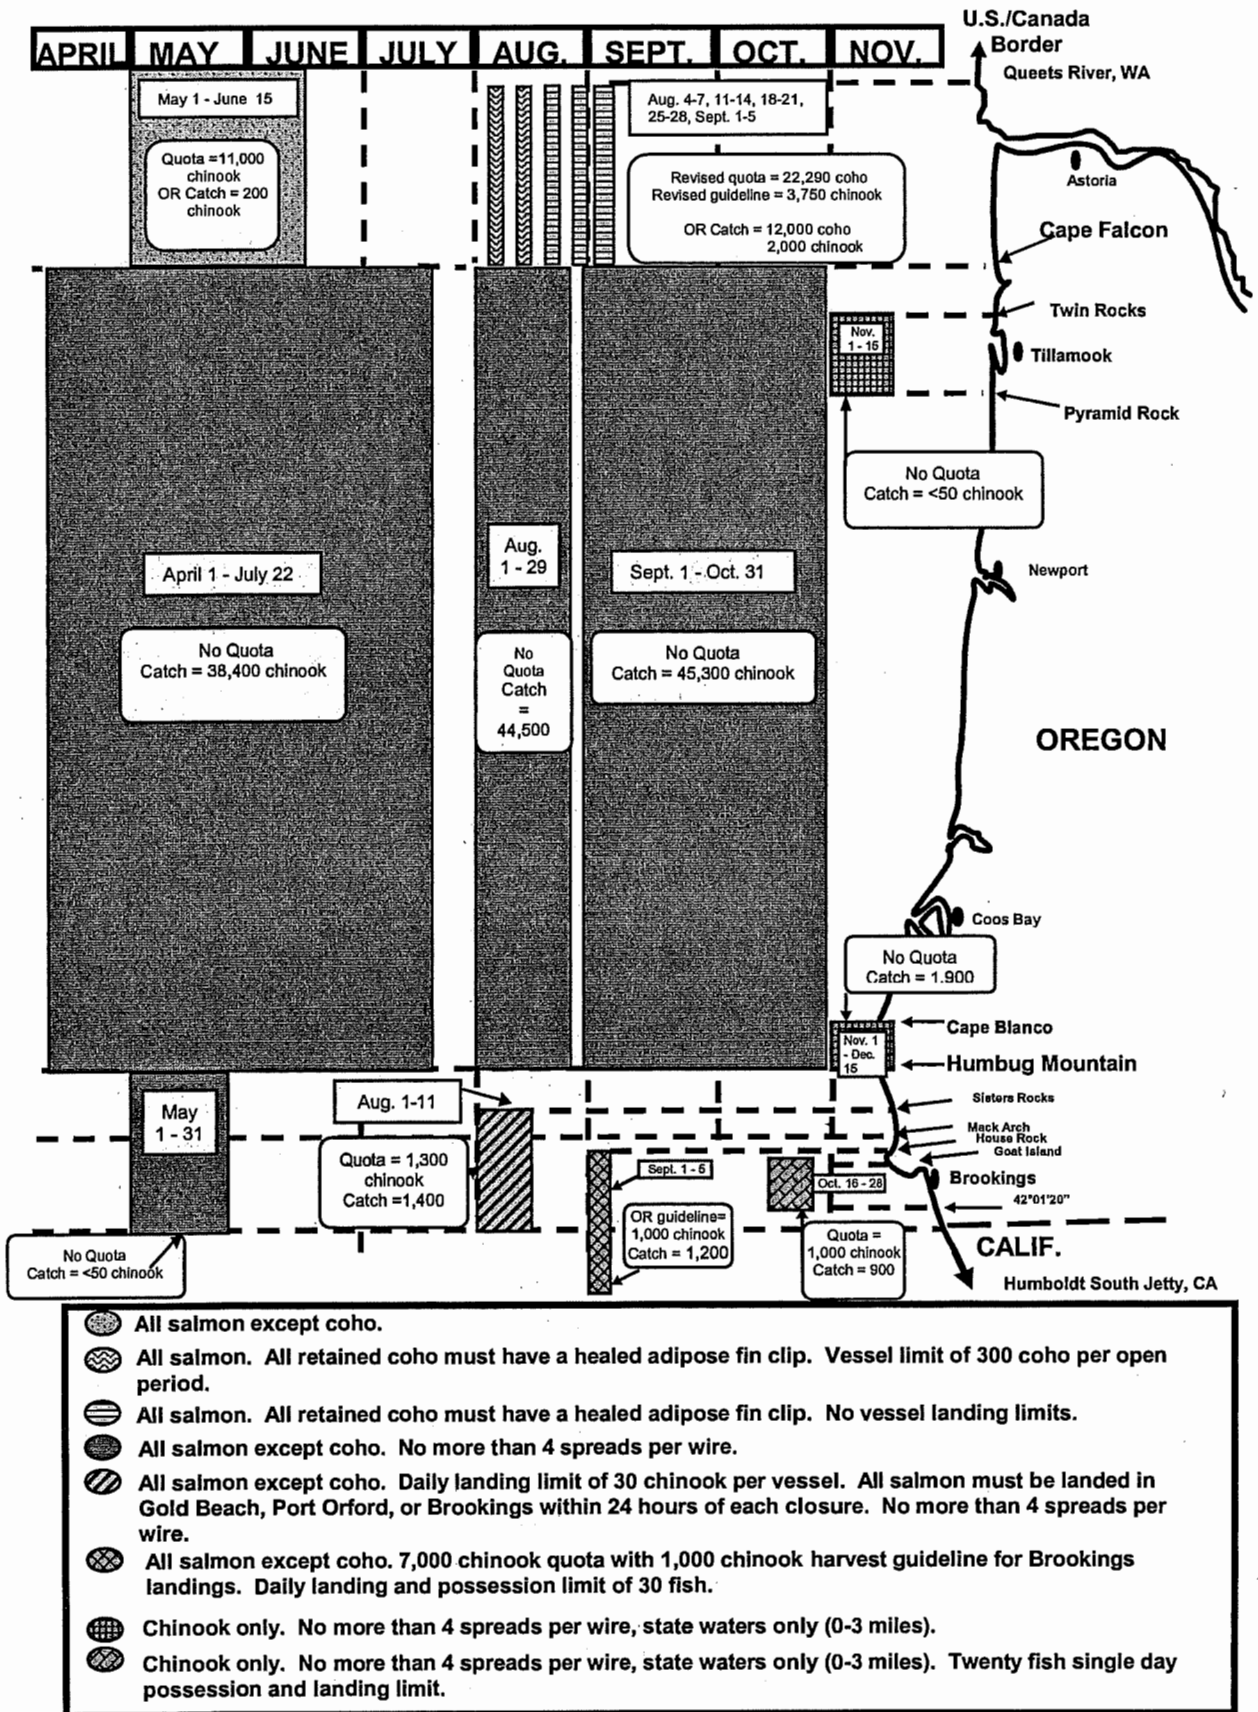 U.S./Canada
Border
APRIL MAY JUNE JULY AUG. SEPT. OCT. NOV.
Queets River, WA
May 1 - June 15
Aug. 4-7, 11-14, 18-21,
25-28, Sept. 1-5
Quota =11,000
chinook
OR Catch = 200
chinook
Revised quota = 22,290 coho
Revised guideline = 3,750 chinook
OR Catch = 12,000 coho
2,000 chinook
Astoria
Cape Falcon
Twin Rocks
Nov.
1 - 15
Tillamook
Pyramid Rock
No Quota
Catch = <50 chinook
April 1 - July 22
Aug.
1 - 29
Sept. 1 - Oct. 31
Newport
No Quota
Catch = 38,400 chinook
No
Quota
Catch
=
44,500
No Quota
Catch = 45,300 chinook
OREGON
Coos Bay
No Quota
Catch = 1.900
Cape Blanco
Nov. 1
- Dec.
15
Humbug Mountain
May
1 - 31
Aug. 1-11
Sisters Rocks
Mack Arch
House Rock
Goat Island
Quota = 1,300
chinook
Catch =1,400
Sept. 1 - 5
Oct. 16 - 28
Brookings
42°01'20"
OR guideline=
1,000 chinook
Catch = 1,200
Quota =
1,000 chinook
Catch = 900
CALIF.
No Quota
Catch = <50 chinook
Humboldt South Jetty, CA
All salmon except coho.
All salmon. All retained coho must have a healed adipose fin clip. Vessel limit of 300 coho per open
period.
All salmon. All retained coho must have a healed adipose fin clip. No vessel landing limits.
All salmon except coho. No more than 4 spreads per wire.
All salmon except coho. Daily landing limit of 30 chinook per vessel. All salmon must be landed in
Gold Beach, Port Orford, or Brookings within 24 hours of each closure. No more than 4 spreads per
wire.
All salmon except coho. 7,000 chinook quota with 1,000 chinook harvest guideline for Brookings
landings. Daily landing and possession limit of 30 fish.
Chinook only. No more than 4 spreads per wire, state waters only (0-3 miles).
Chinook only. No more than 4 spreads per wire, state waters only (0-3 miles). Twenty fish single day
possession and landing limit.